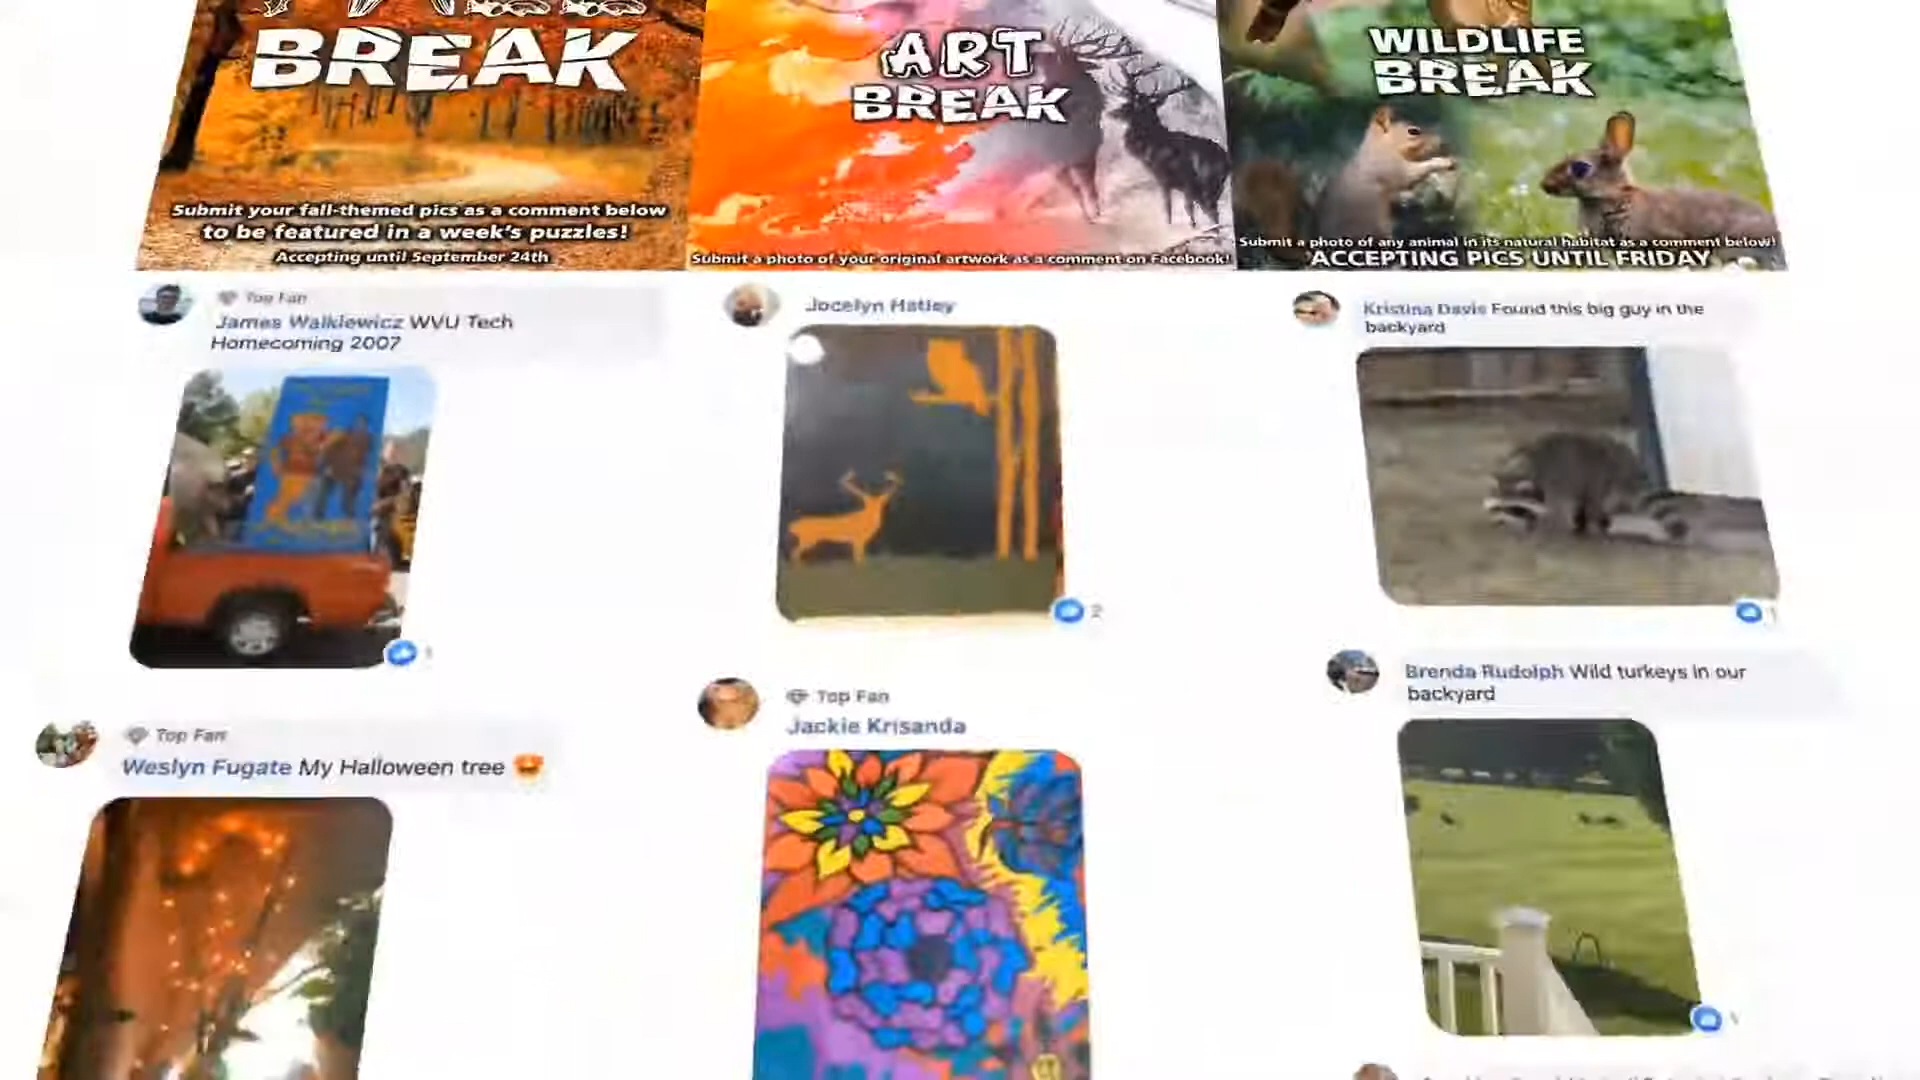 BREAK
Submit your fall-themed pics as a comment below
to be featured in a week's puzzles!
Accepting until September 24th
Top Fan
James Walkiewicz WVU Tech
Homecoming 2007
Top Fan
Weslyn Fugate My Halloween tree
ART
BREAK
Submit a photo of your original artwork as a comment on Facebook!
Jocelyn Hatley
2
Top Fan
Jackie Krisanda
WILDLIFE
BREAK
Submit a photo of any animal in its natural habitat as a comment below!
ACCEPTING PICS UNTIL FRIDAY
Kristina Davis Found this big guy in the
backyard
Brenda Rudolph Wild turkeys in our
backyard